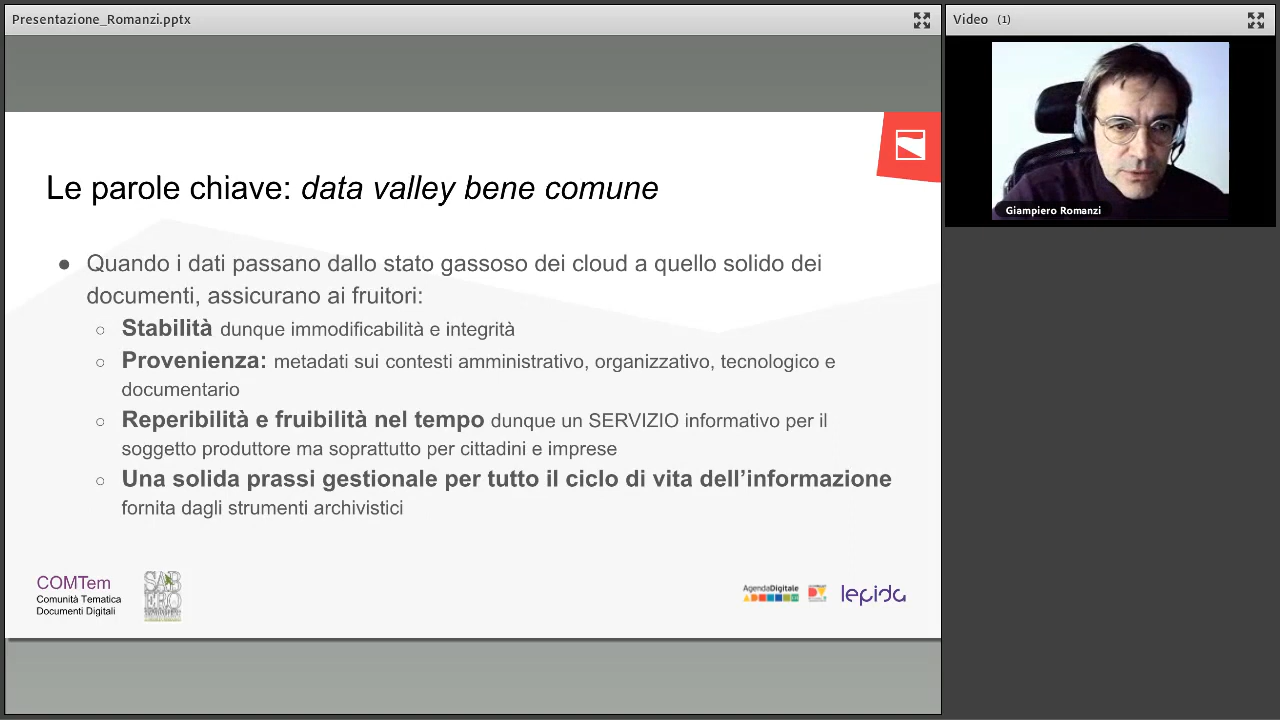 Presentazione_Romanzi.pptx
Video (1)
Giampiero Romanzi
Le parole chiave: data valley bene comune
● Quando i dati passano dallo stato gassoso dei cloud a quello solido dei
documenti, assicurano ai fruitori:
○ Stabilità dunque immodificabilità e integrità
○ Provenienza: metadati sui contesti amministrativo, organizzativo, tecnologico e
documentario
○ Reperibilità e fruibilità nel tempo dunque un SERVIZIO informativo per il
soggetto produttore ma soprattutto per cittadini e imprese
○ Una solida prassi gestionale per tutto il ciclo di vita dell’informazione
fornita dagli strumenti archivistici
COMTem
Comunità Tematica
Documenti Digitali
SAB
ERO
AgendaDigitale
lepida